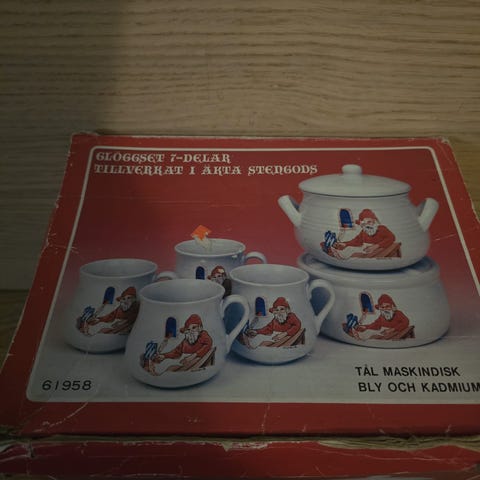 GLÖGGSET 7-DELAR
TILLVERKAT I ÄKTA STENGODS
61958
TÅL MASKINDISK
BLY OCH KADMIUM